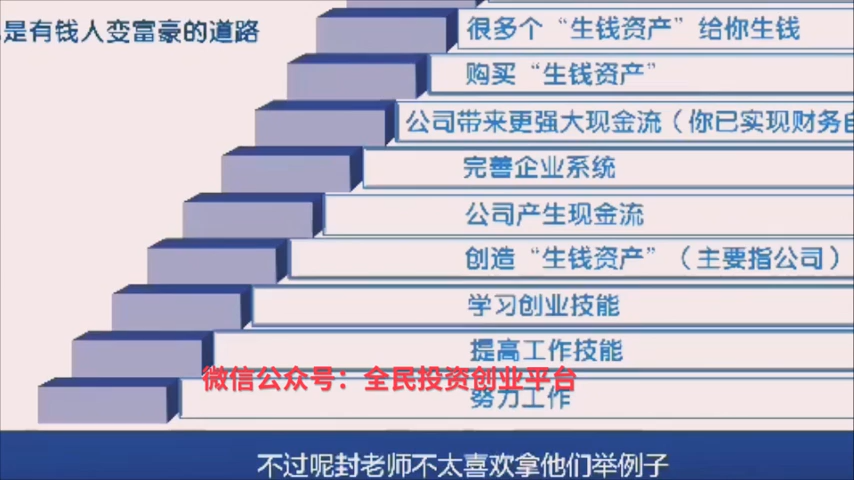 是有钱人变富豪的道路
很多个“生钱资产”给你生钱
购买“生钱资产”
公司带来更强大现金流（你已实现财务自
完善企业系统
公司产生现金流
创造“生钱资产”（主要指公司）
学习创业技能
提高工作技能
微信公众号：全民投资创业平台
努力工作
不过呢封老师不太喜欢拿他们举例子